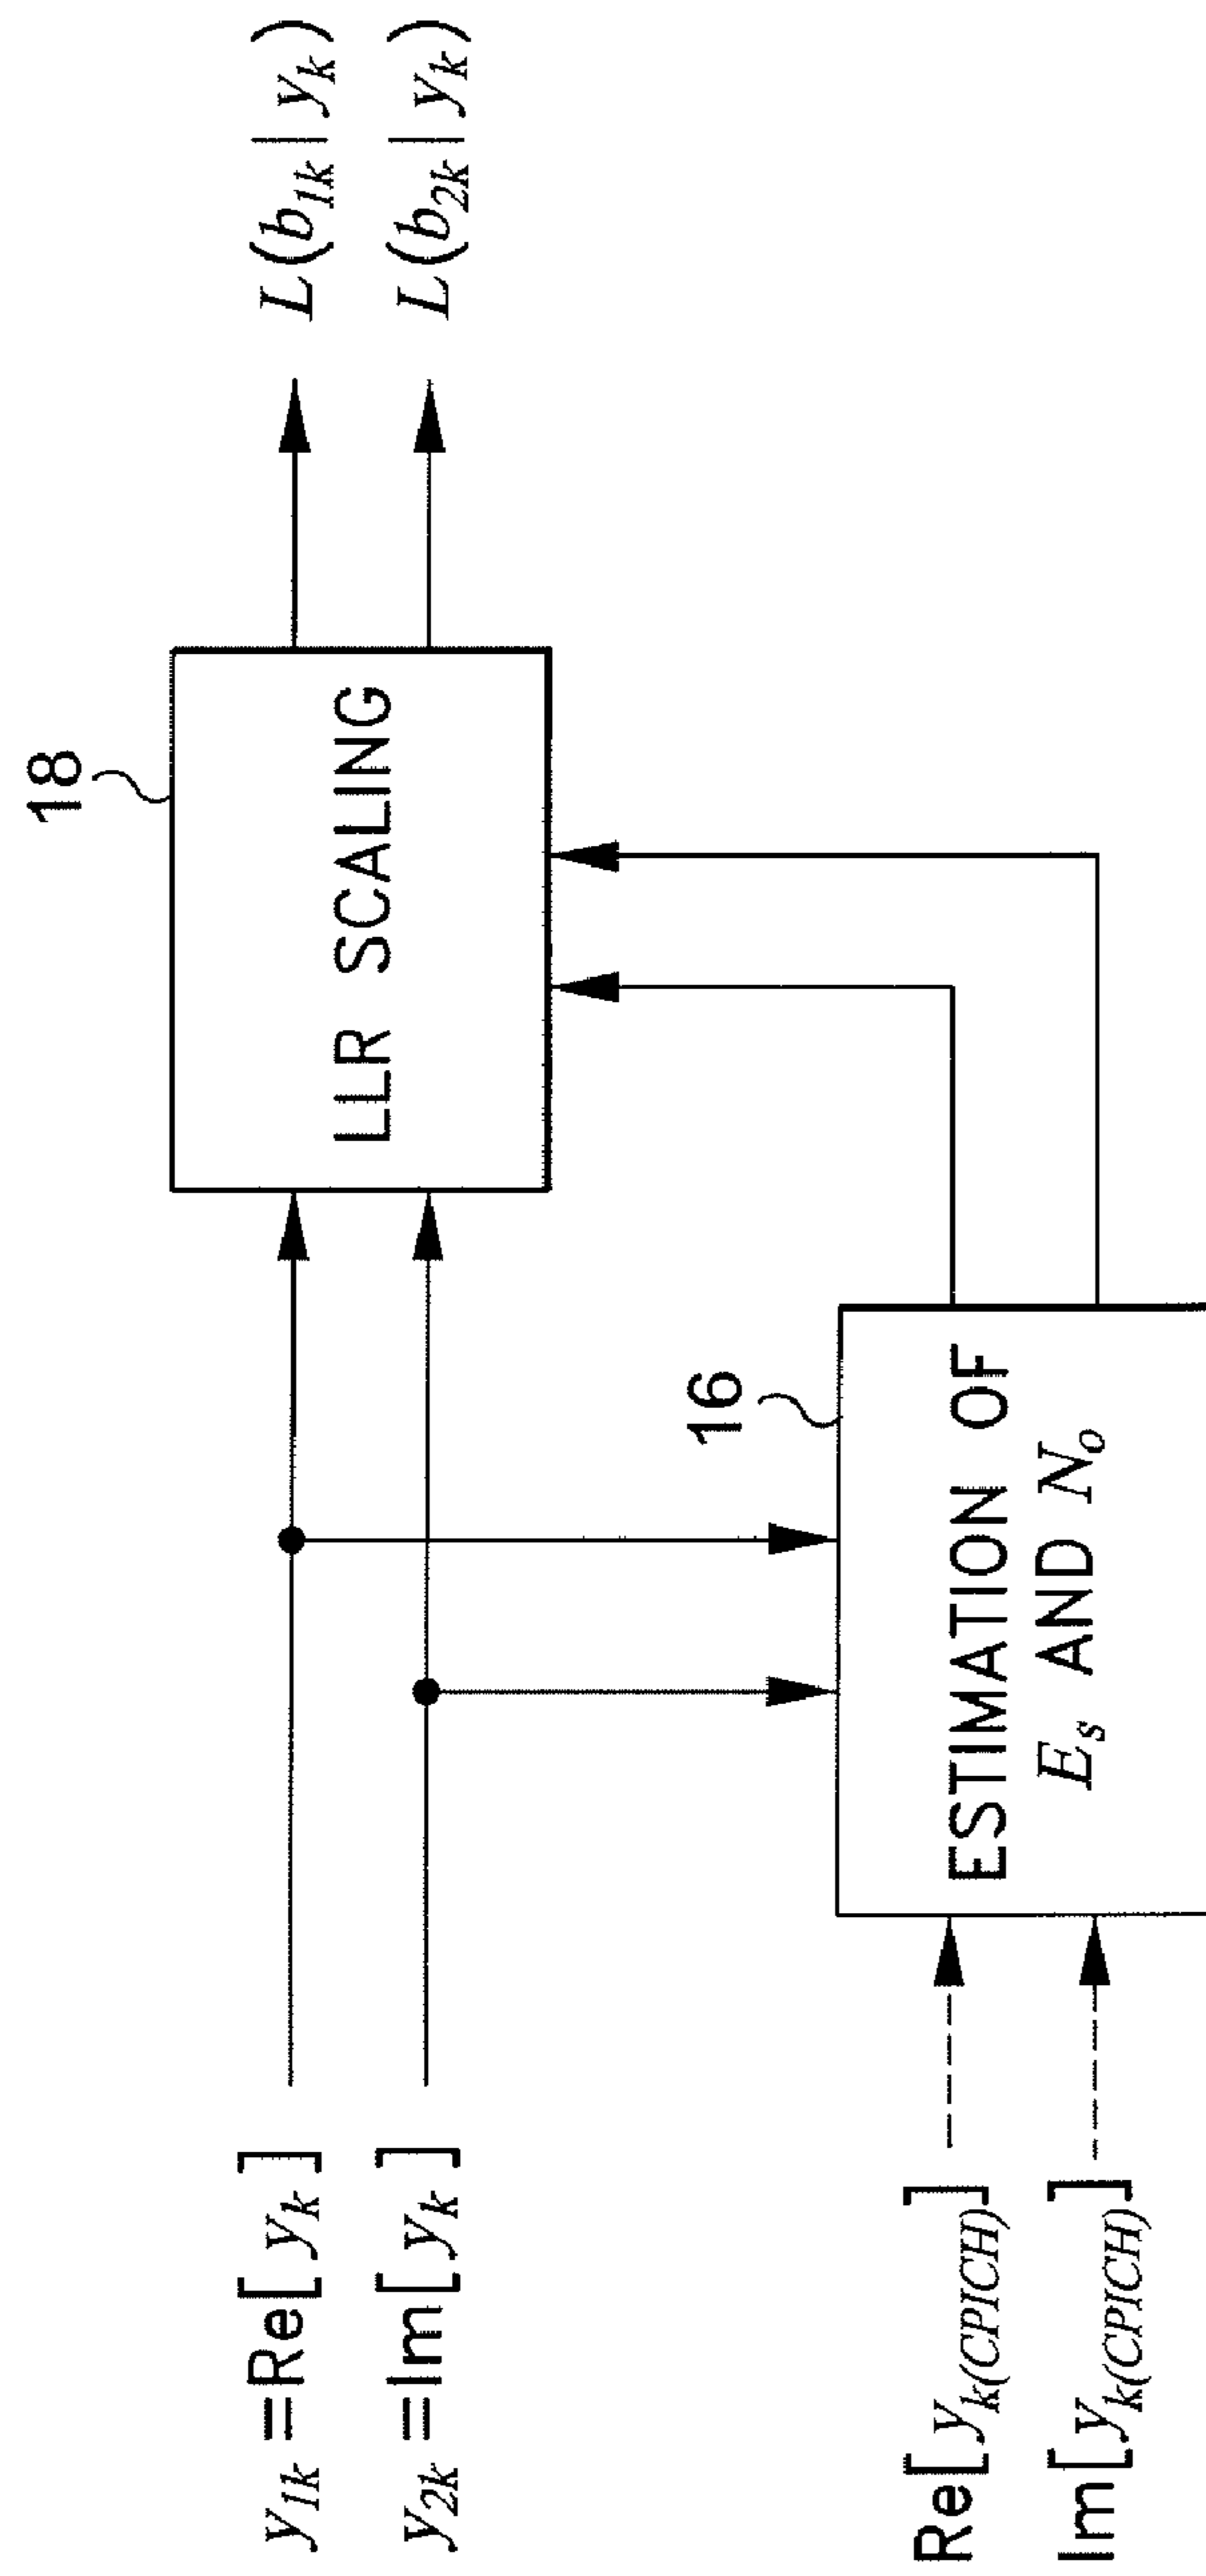 y1k =Re[ yk ]
y2k =Im[ yk ]
18
LLR SCALING
L(b1k | yk )
L(b2k | yk )
16
ESTIMATION OF
Es AND No
Re[yk(CPICH)]
Im[yk(CPICH)]